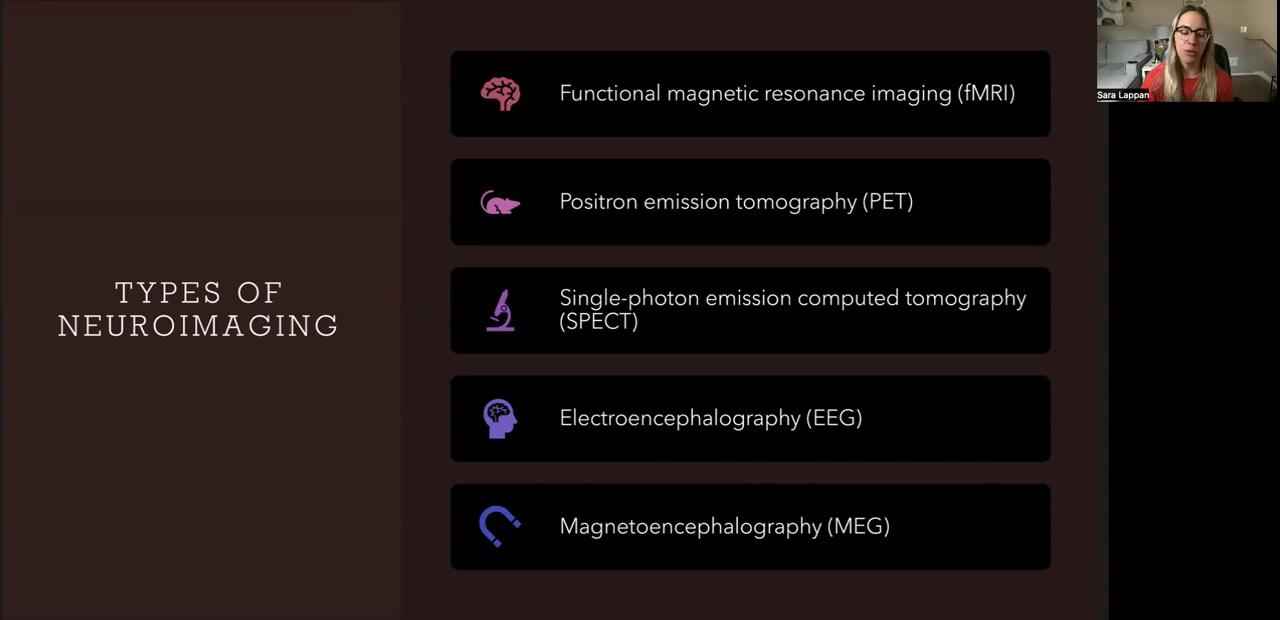 TYPES OF
NEUROIMAGING
Functional magnetic resonance imaging (fMRI)
Positron emission tomography (PET)
Single-photon emission computed tomography
(SPECT)
Electroencephalography (EEG)
Magnetoencephalography (MEG)
Sara Lappan